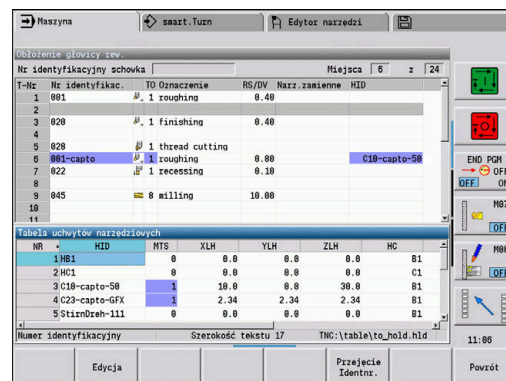 Maszyna smart.Turn Edytor narzędzi
Obłożenie głowicy rew.
Nr identyfikacyjny schowka Miejsca 6 z 24
T-Nr Nr identyfikac. TO Oznaczenie RS/DV Narz.zamienne HID
1 001 1 roughing 0.40
2
3 020 1 finishing 0.40
4
5 028 1 thread cutting
6 001-capto 1 roughing 0.80 C10-capto-50
7 022 1 recessing 0.10
8
9 045 8 milling 10.00
10
11
Tabela uchwytów narzędziowych
NR HID MTS XLH YLH ZLH HC
1 HB1 0 0.0 0.0 0.0 B1
2 HC1 0 0.0 0.0 0.0 C1
3 C10-capto-50 1 10.0 0.0 30.0 B1
4 C23-capto-GFX 1 2.34 2.34 2.34 B1
5 StirnDreh-111 0 0.0 0.0 0.0 B1
Numer identyfikacyjny Szerokość tekstu 17 TNC:\table\to_hold.hld
END PGM
OFF
OFF ON
M07
OFF
M08
OFF
11:06
Edycja Przejęcie Identnr. Powrót